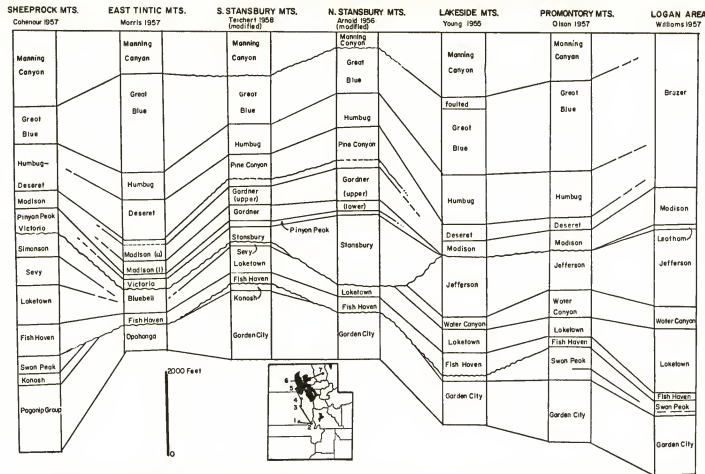 SHEEPROCK MTS.
Cohenour 1957
EAST TINTIC MTS.
Morris 1957
S. STANSBURY MTS.
Teichert 1958
(modified)
N. STANSBURY MTS.
Arnold 1956
(modified)
LAKESIDE MTS.
Young 1955
PROMONTORY MTS.
Olson 1957
LOGAN AREA
Williams 1957
Manning
Canyon
Great
Blue
Humbug-
Deseret
Madison
Pinyon Peak
Victoria
Simonson
Sevy
Laketown
Fish Haven
Swan Peak
Kanosh
Pogonip Group
Manning
Canyon
Great
Blue
Humbug
Deseret
Madison (u)
Madison (l)
Victoria
Bluebell
Fish Haven
Opohonga
Manning
Canyon
Great
Blue
Humbug
Pine Canyon
Gardner
(upper)
Gardner
Pinyon Peak
Stansbury
Sevy
Laketown
Fish Haven
Kanosh
Garden City
Manning
Canyon
Great
Blue
Humbug
Pine Canyon
Gardner
(upper)
(lower)
Stansbury
Laketown
Fish Haven
Garden City
Manning
Canyon
faulted
Great
Blue
Humbug
Deseret
Madison
Jefferson
Water Canyon
Laketown
Fish Haven
Garden City
Manning
Canyon
Great
Blue
Humbug
Deseret
Madison
Jefferson
Water
Canyon
Laketown
Fish Haven
Swan Peak
Garden City
Brazer
Madison
Leatham
Jefferson
Water Canyon
Laketown
Fish Haven
Swan Peak
Garden City
2000 Feet
0
7
6
5
4
3
1
2